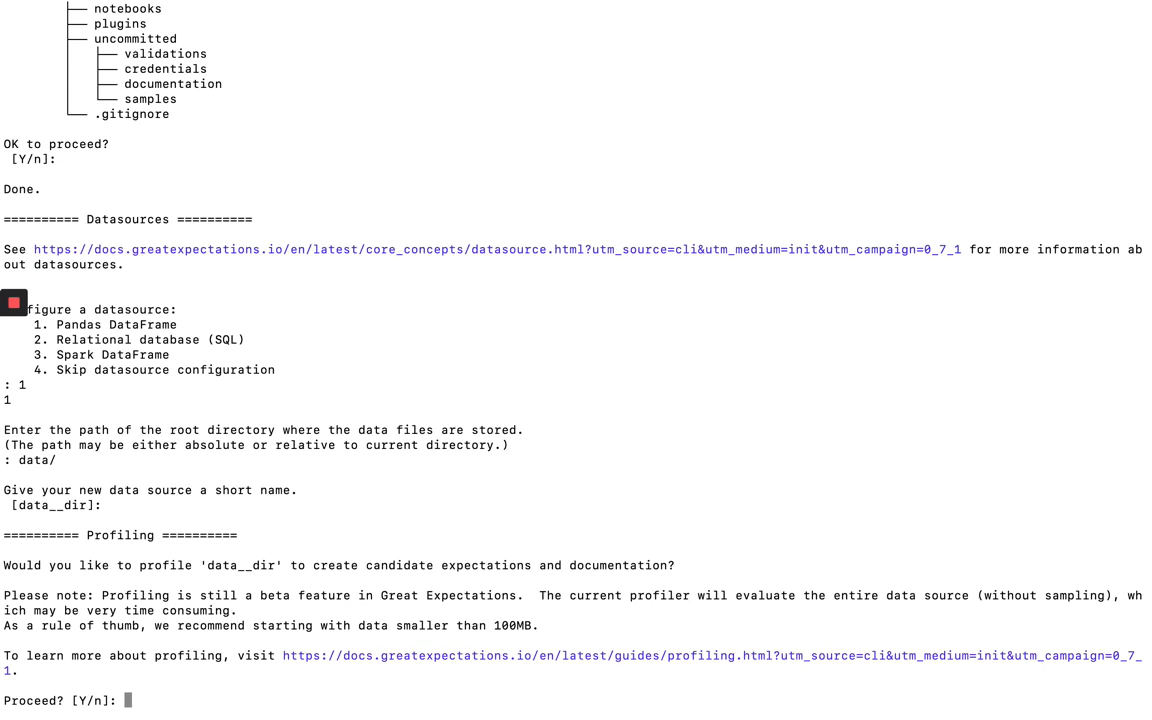 ├── notebooks
├── plugins
├── uncommitted
│   ├── validations
│   ├── credentials
│   ├── documentation
│   └── samples
└── .gitignore
OK to proceed?
[Y/n]:
Done.
========== Datasources ==========
See https://docs.greatexpectations.io/en/latest/core_concepts/datasource.html?utm_source=cli&utm_medium=init&utm_campaign=0_7_1 for more information ab
out datasources.
figure a datasource:
1. Pandas DataFrame
2. Relational database (SQL)
3. Spark DataFrame
4. Skip datasource configuration
: 1
1
Enter the path of the root directory where the data files are stored.
(The path may be either absolute or relative to current directory.)
: data/
Give your new data source a short name.
[data__dir]:
========== Profiling ==========
Would you like to profile 'data__dir' to create candidate expectations and documentation?
Please note: Profiling is still a beta feature in Great Expectations.  The current profiler will evaluate the entire data source (without sampling), wh
ich may be very time consuming.
As a rule of thumb, we recommend starting with data smaller than 100MB.
To learn more about profiling, visit https://docs.greatexpectations.io/en/latest/guides/profiling.html?utm_source=cli&utm_medium=init&utm_campaign=0_7_
1.
Proceed? [Y/n]: